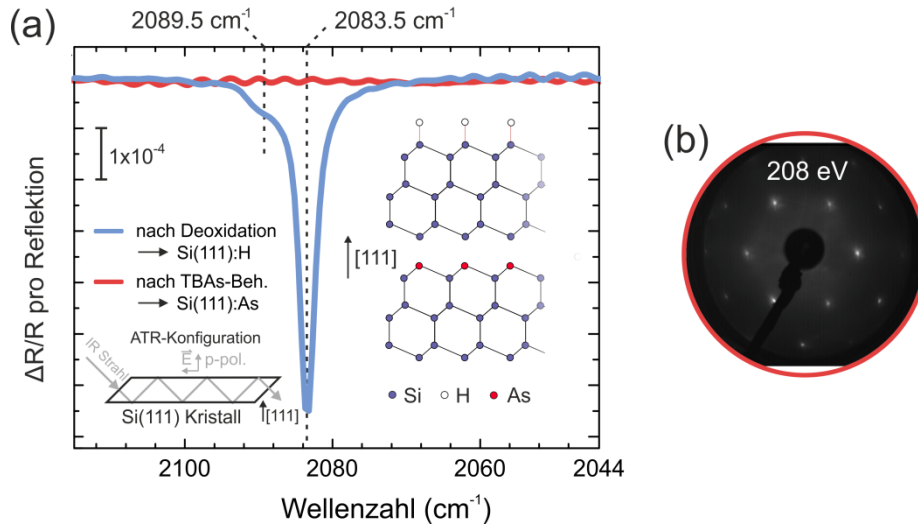 (a)
2089.5 cm⁻¹
2083.5 cm⁻¹
1x10⁻⁴
nach Deoxidation
→ Si(111):H
nach TBAs-Beh.
→ Si(111):As
[111]
ATR-Konfiguration
IR Strahl
E⃗
p-pol.
Si(111) Kristall
[111]
Si
H
As
ΔR/R pro Reflektion
2100
2080
2060
2044
Wellenzahl (cm⁻¹)
(b)
208 eV